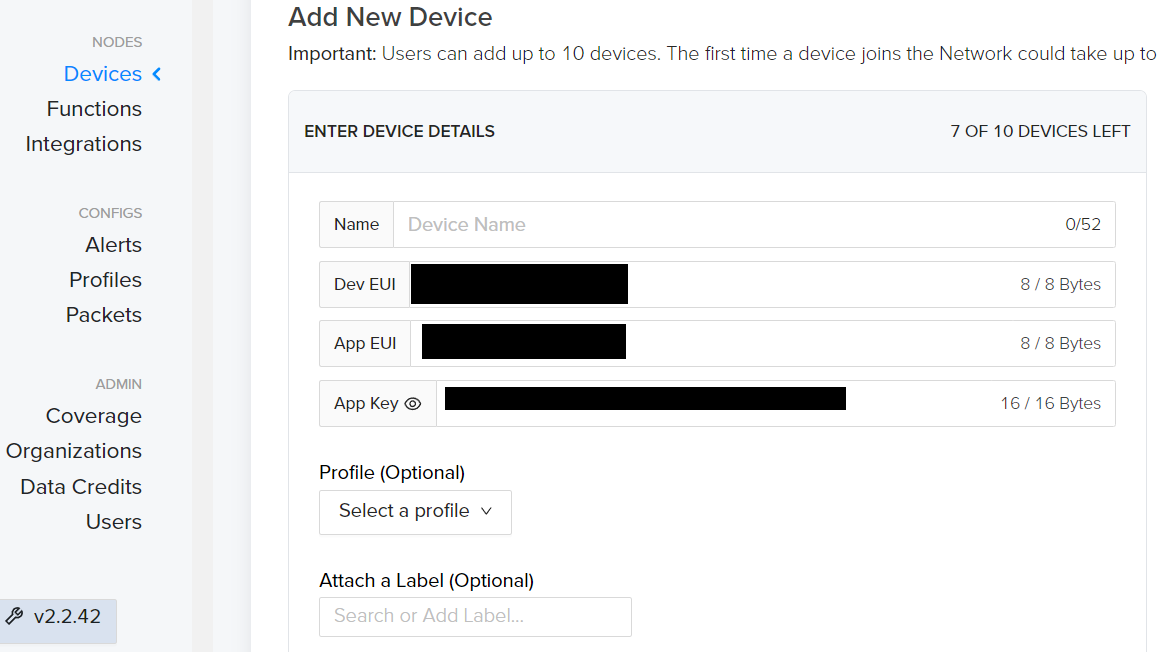 NODES
Devices
Functions
Integrations
CONFIGS
Alerts
Profiles
Packets
ADMIN
Coverage
Organizations
Data Credits
Users
v2.2.42
Add New Device
Important: Users can add up to 10 devices. The first time a device joins the Network could take up to
ENTER DEVICE DETAILS 7 OF 10 DEVICES LEFT
Name Device Name 0/52
Dev EUI 8 / 8 Bytes
App EUI 8 / 8 Bytes
App Key 16 / 16 Bytes
Profile (Optional)
Select a profile
Attach a Label (Optional)
Search or Add Label...